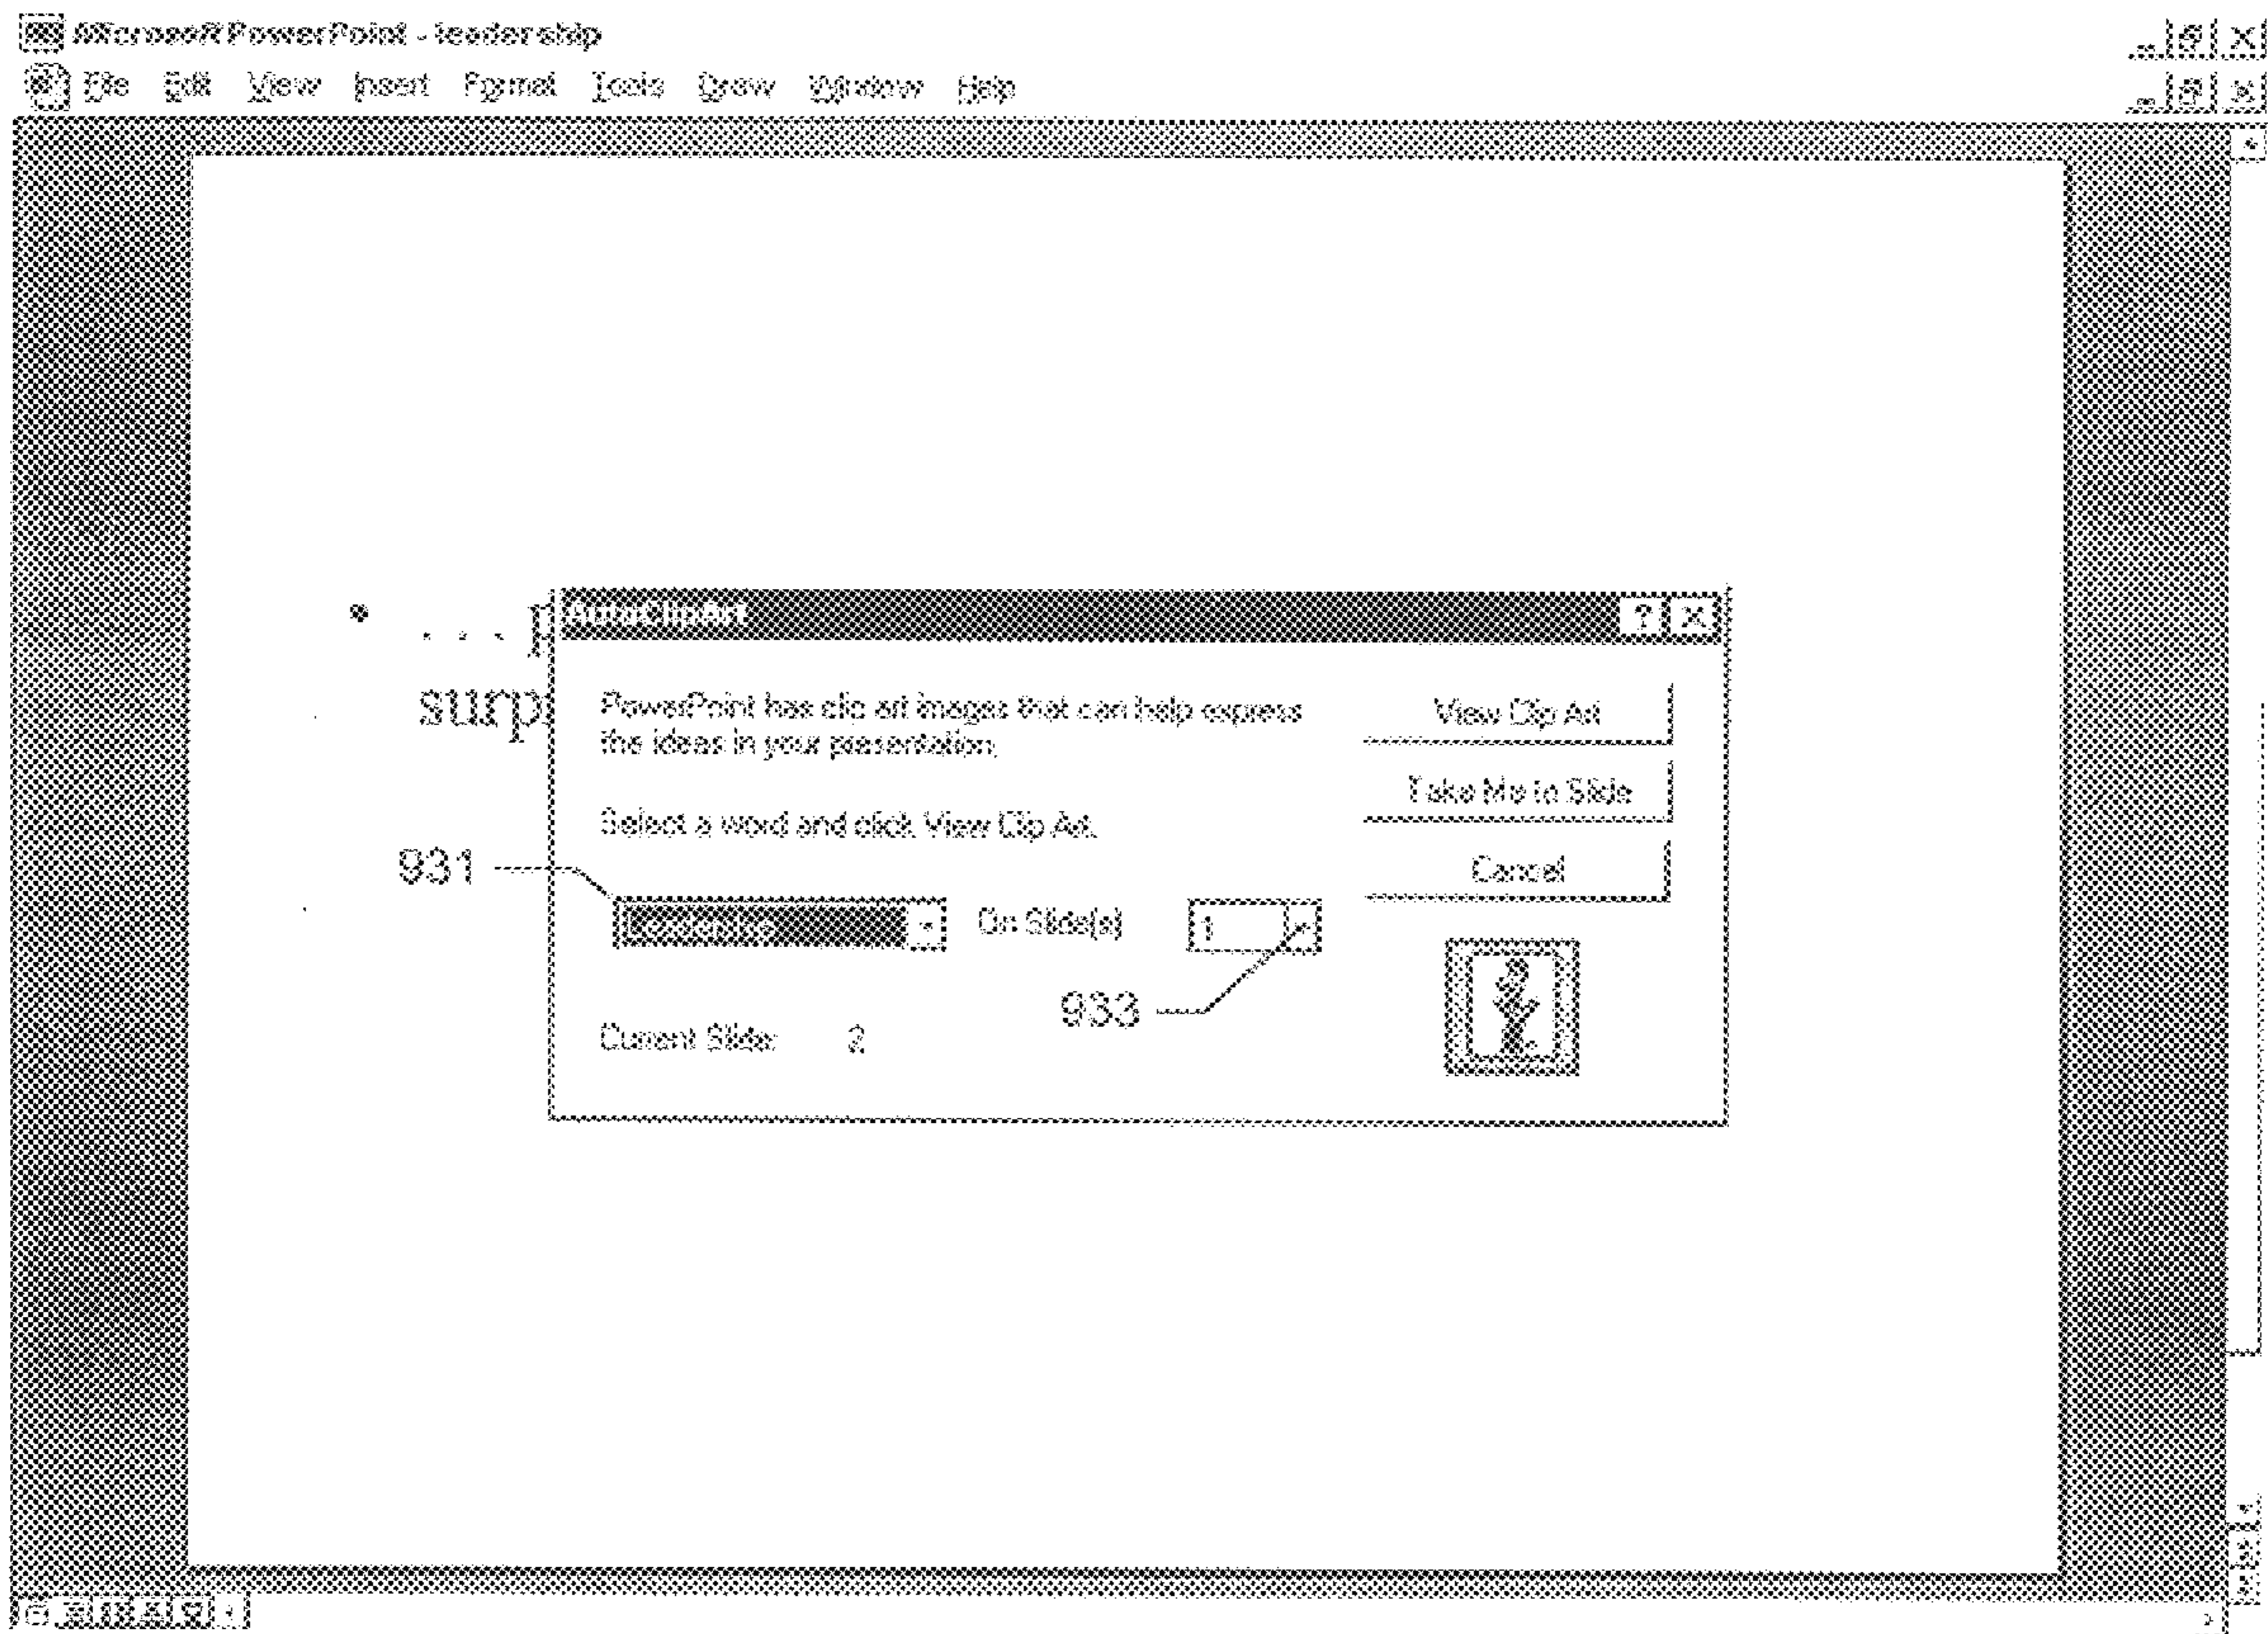 Microsoft PowerPoint - leadership
File Edit View Insert Format Tools Draw Window Help
• . . . p
surpr
AutoClipArt
PowerPoint has clip art images that can help express
the ideas in your presentation.
Select a word and click View Clip Art.
View Clip Art
Take Me to Slide
Cancel
931
On Slide(s)
1
933
Current Slide: 2